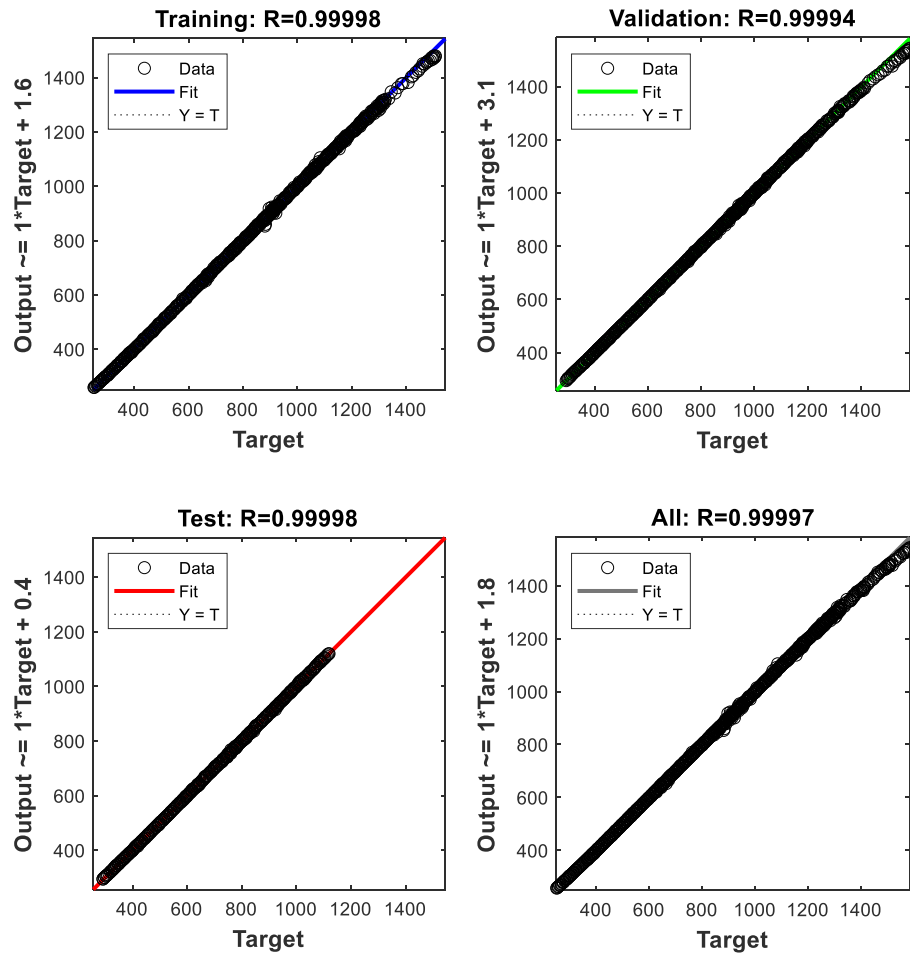 Training: R=0.99998
Output ~= 1*Target + 1.6
1400
1200
1000
800
600
400
Data
Fit
Y = T
400 600 800 1000 1200 1400
Target
Validation: R=0.99994
Output ~= 1*Target + 3.1
1400
1200
1000
800
600
400
Data
Fit
Y = T
400 600 800 1000 1200 1400
Target
Test: R=0.99998
Output ~= 1*Target + 0.4
1400
1200
1000
800
600
400
Data
Fit
Y = T
400 600 800 1000 1200 1400
Target
All: R=0.99997
Output ~= 1*Target + 1.8
1400
1200
1000
800
600
400
Data
Fit
Y = T
400 600 800 1000 1200 1400
Target